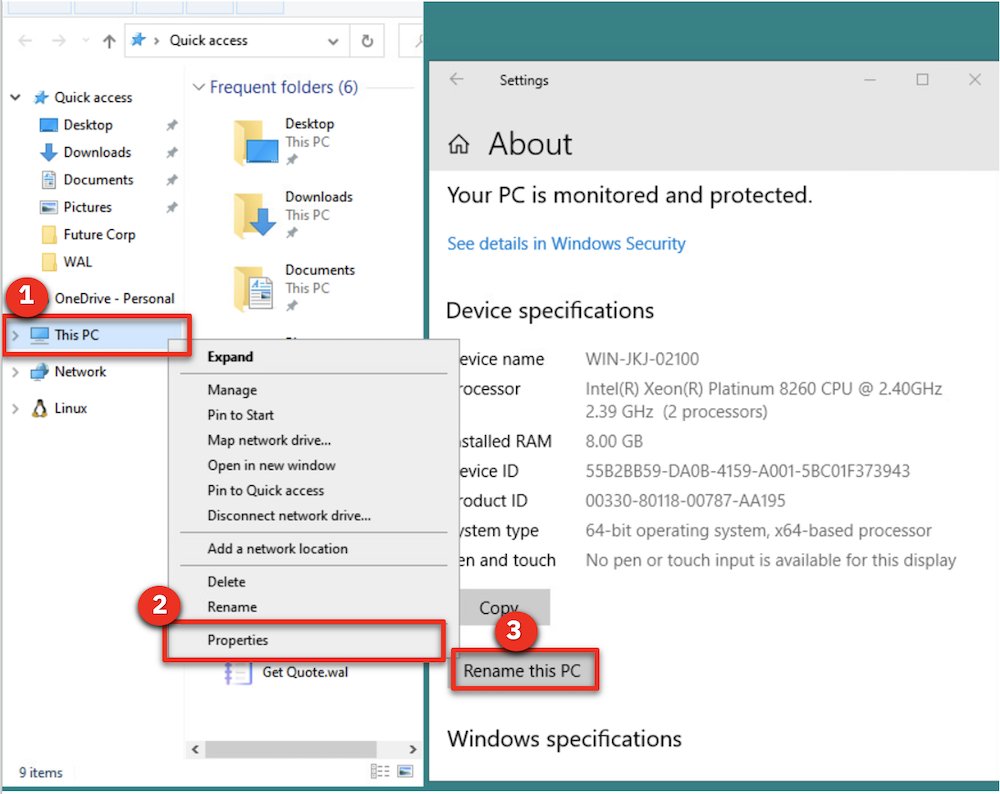 Quick access
Frequent folders (6)
Quick access
Desktop
Downloads
Documents
Pictures
Future Corp
WAL
OneDrive - Personal
1
This PC
Network
Linux
Desktop
This PC
Downloads
This PC
Documents
This PC
Expand
Manage
Pin to Start
Map network drive...
Open in new window
Pin to Quick access
Disconnect network drive...
Add a network location
Delete
Rename
2
Properties
Get Quote.wal
9 items
Settings
About
Your PC is monitored and protected.
See details in Windows Security
Device specifications
evice name WIN-JKJ-02100
rocessor Intel(R) Xeon(R) Platinum 8260 CPU @ 2.40GHz
2.39 GHz (2 processors)
nstalled RAM 8.00 GB
evice ID 55B2BB59-DA0B-4159-A001-5BC01F373943
roduct ID 00330-80118-00787-AA195
ystem type 64-bit operating system, x64-based processor
en and touch No pen or touch input is available for this display
Copy
3
Rename this PC
Windows specifications